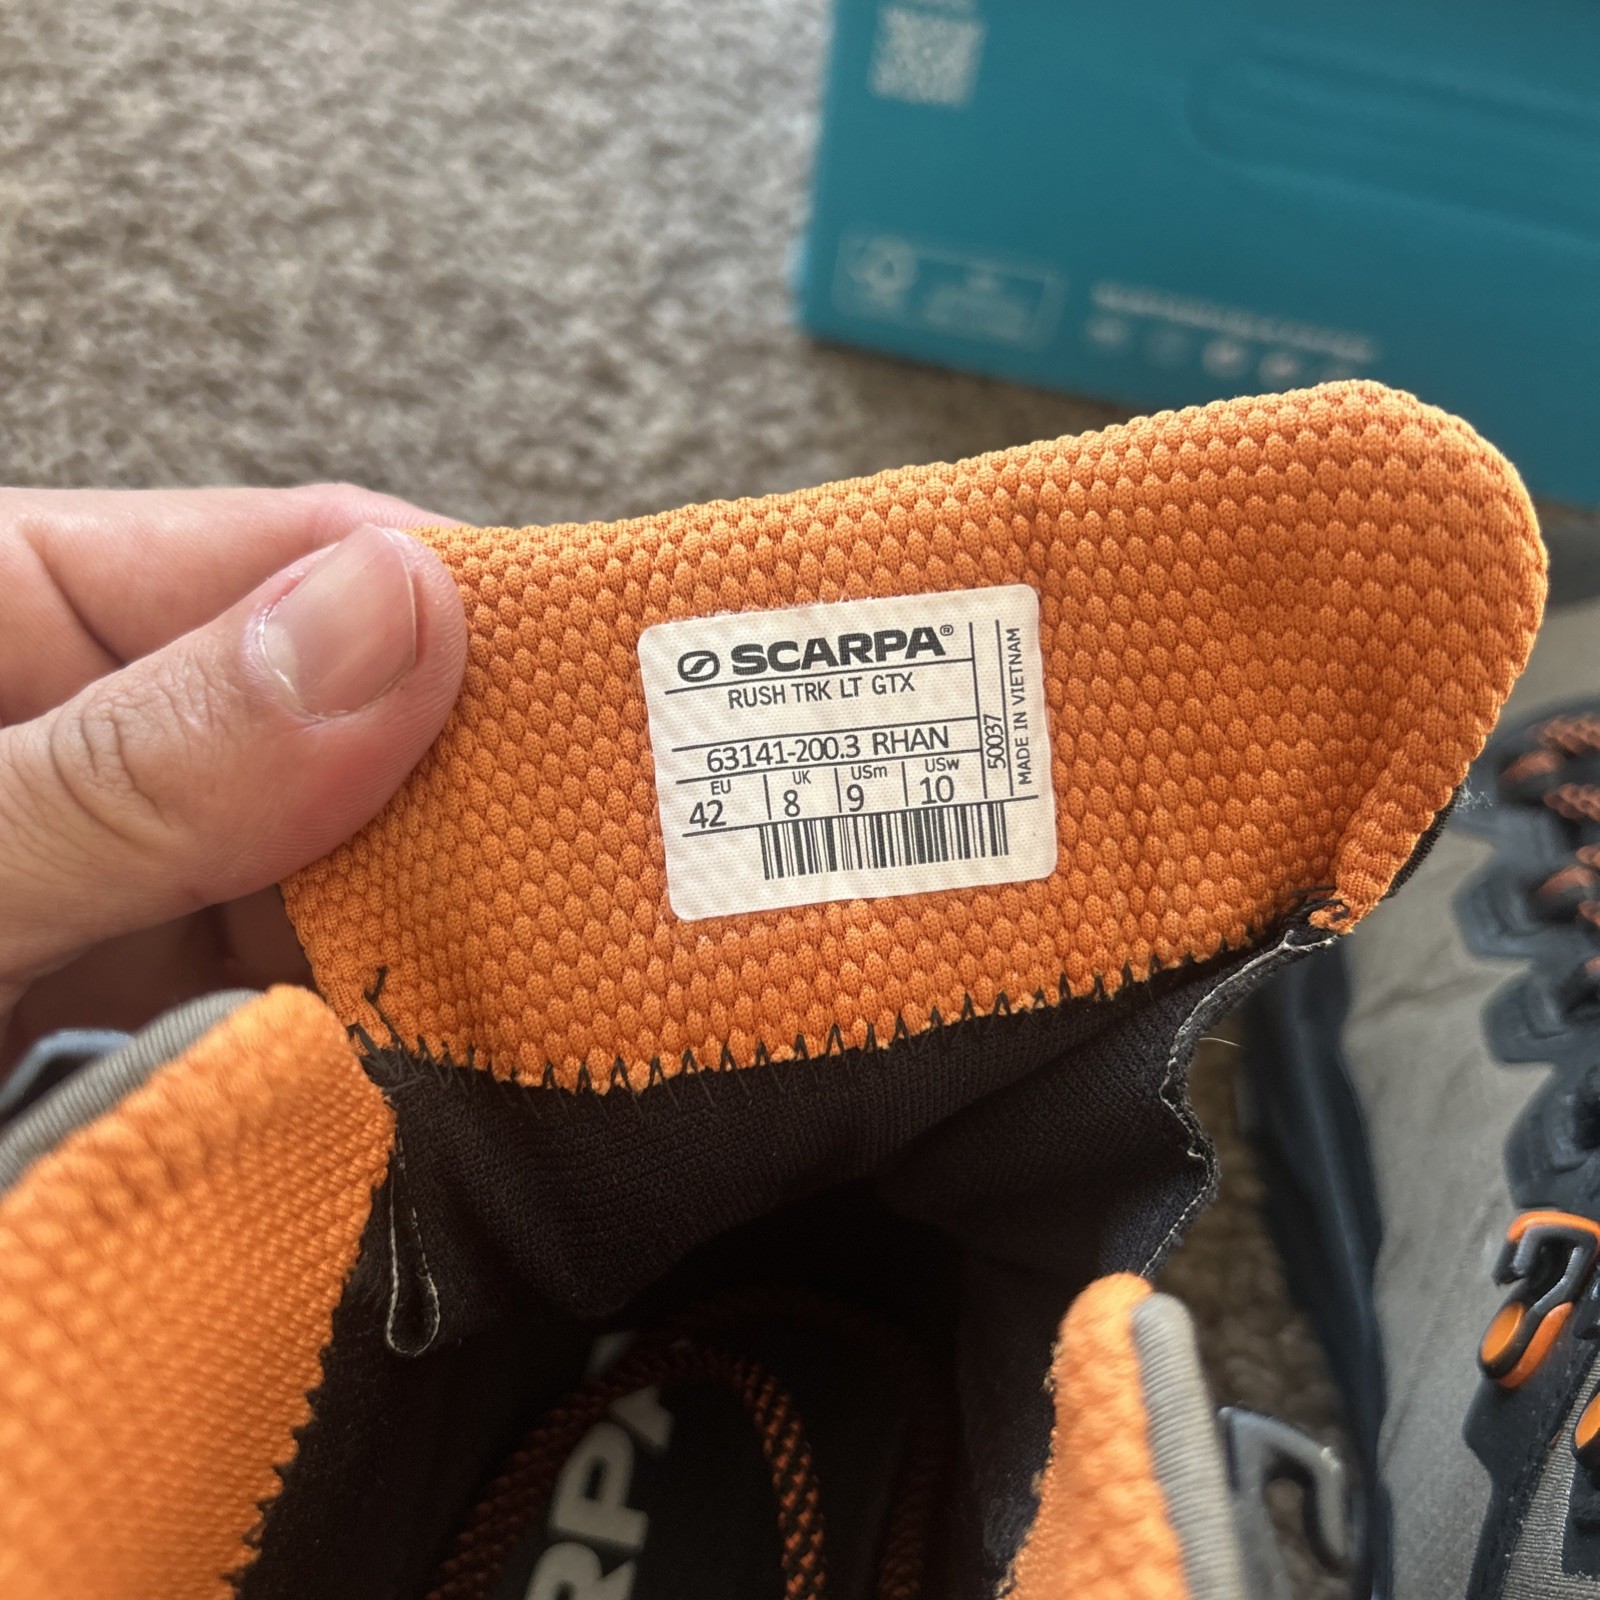 SCARPA®
RUSH TRK LT GTX
63141-200.3 RHAN
EU UK USm USw
42 8 9 10
50037
MADE IN VIETNAM
RPA